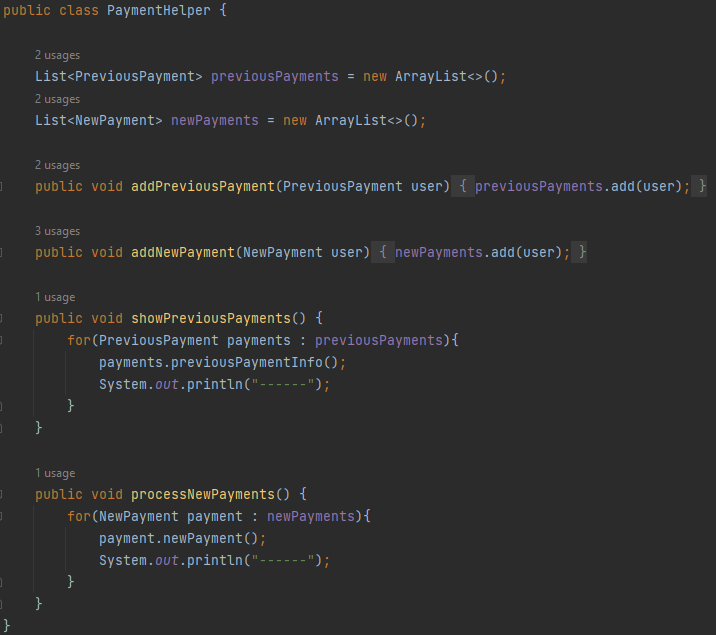 public class PaymentHelper {
2 usages
List<PreviousPayment> previousPayments = new ArrayList<>();
2 usages
List<NewPayment> newPayments = new ArrayList<>();
2 usages
public void addPreviousPayment(PreviousPayment user) { previousPayments.add(user); }
3 usages
public void addNewPayment(NewPayment user) { newPayments.add(user); }
1 usage
public void showPreviousPayments() {
for(PreviousPayment payments : previousPayments){
payments.previousPaymentInfo();
System.out.println("------");
}
}
1 usage
public void processNewPayments() {
for(NewPayment payment : newPayments){
payment.newPayment();
System.out.println("------");
}
}
}